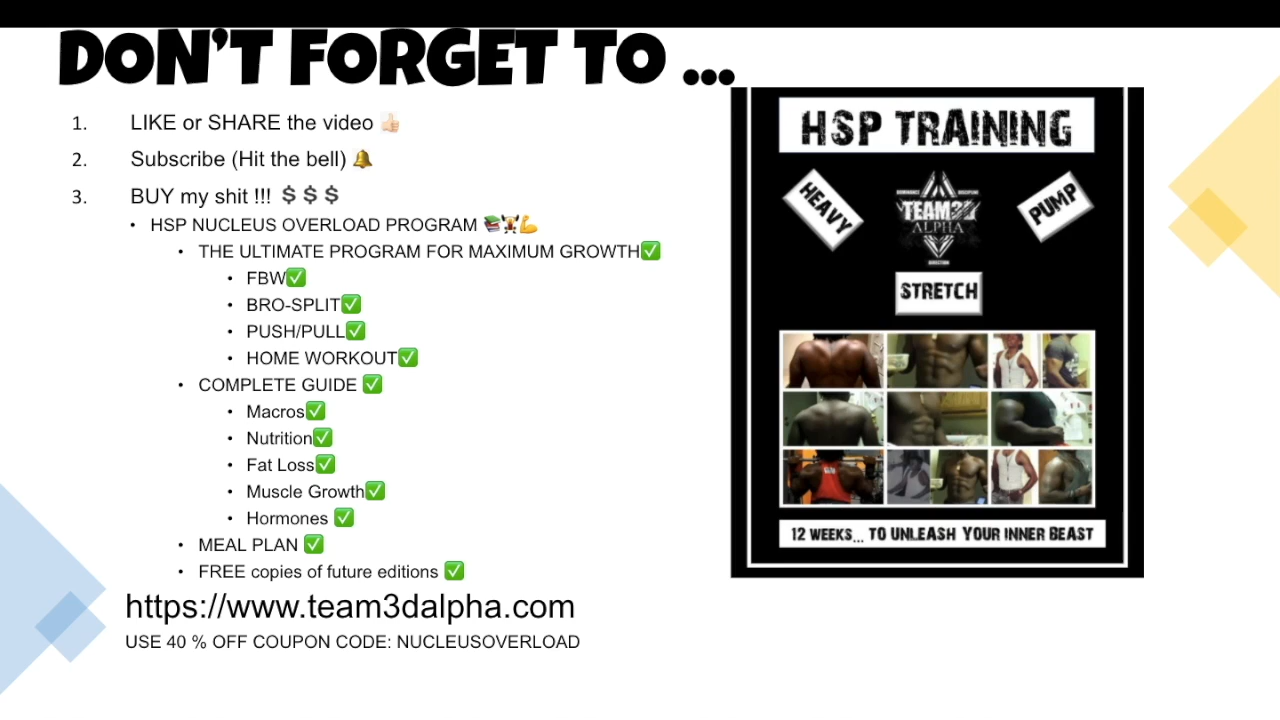 DON'T FORGET TO ...
1. LIKE or SHARE the video 👍🏻
2. Subscribe (Hit the bell) 🔔
3. BUY my shit !!! $ $ $
• HSP NUCLEUS OVERLOAD PROGRAM 📚🏋️💪
• THE ULTIMATE PROGRAM FOR MAXIMUM GROWTH✅
• FBW✅
• BRO-SPLIT✅
• PUSH/PULL✅
• HOME WORKOUT✅
• COMPLETE GUIDE ✅
• Macros✅
• Nutrition✅
• Fat Loss✅
• Muscle Growth✅
• Hormones ✅
• MEAL PLAN ✅
• FREE copies of future editions ✅
https://www.team3dalpha.com
USE 40 % OFF COUPON CODE: NUCLEUSOVERLOAD
HSP TRAINING
HEAVY
TEAM3D
ALPHA
PUMP
STRETCH
12 WEEKS... TO UNLEASH YOUR INNER BEAST